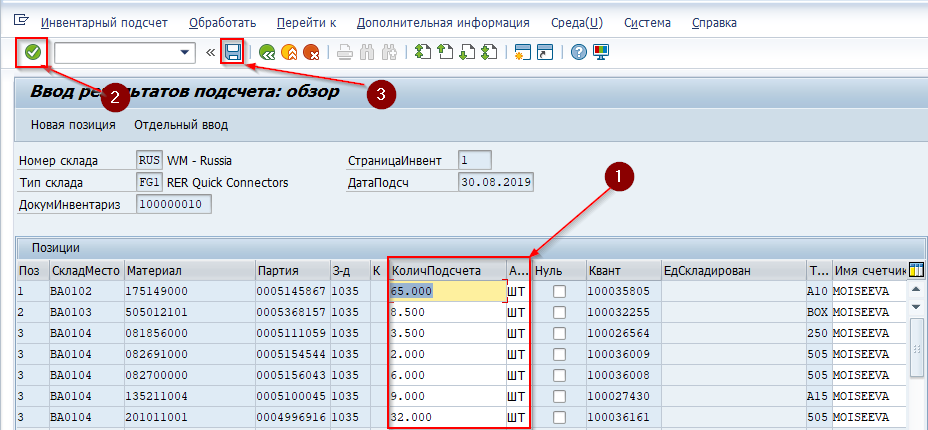 Инвентарный подсчет Обработать Перейти к Дополнительная информация Среда(U) Система Справка
2 3
Ввод результатов подсчета: обзор
Новая позиция Отдельный ввод
Номер склада RUS WM - Russia СтраницаИнвент 1
Тип склада FG1 RER Quick Connectors ДатаПодсч 30.08.2019
ДокумИнвентариз 100000010
1
Позиции
Поз СкладМесто Материал Партия З-д К КоличПодсчета А... Нуль Квант ЕдСкладирован Т... Имя счетчик
1 BA0102 175149000 0005145867 1035 65.000 ШТ 100035805 A10 MOISEEVA
2 BA0103 505012101 0005368157 1035 8.500 ШТ 100032255 BOX MOISEEVA
3 BA0104 081856000 0005111059 1035 3.500 ШТ 100026564 250 MOISEEVA
3 BA0104 082691000 0005154544 1035 2.000 ШТ 100036009 505 MOISEEVA
3 BA0104 082700000 0005156043 1035 6.000 ШТ 100036008 505 MOISEEVA
3 BA0104 135211004 0005100045 1035 9.000 ШТ 100027430 A15 MOISEEVA
3 BA0104 201011001 0004996916 1035 32.000 ШТ 100036161 505 MOISEEVA